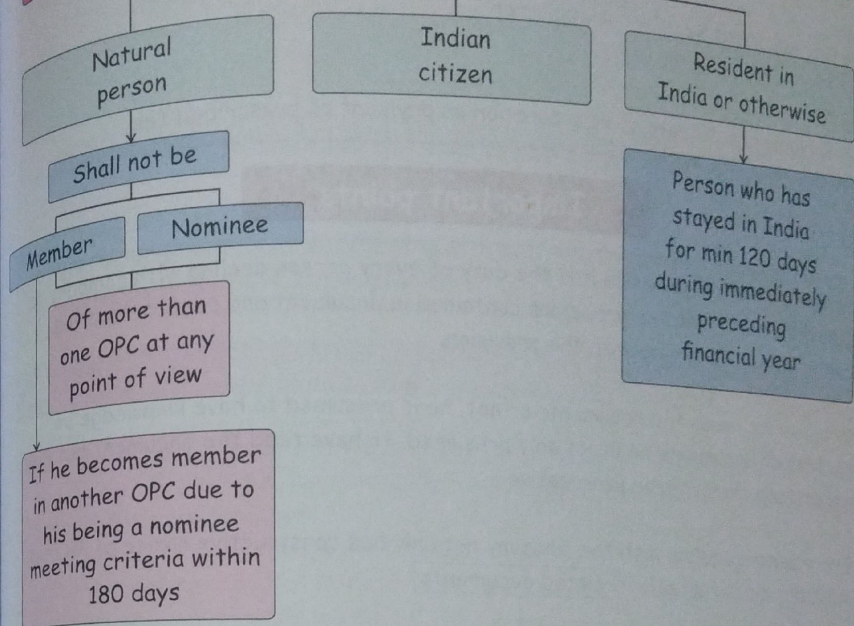 Natural
person
Indian
citizen
Resident in
India or otherwise
Shall not be
Member
Nominee
Of more than
one OPC at any
point of view
If he becomes member
in another OPC due to
his being a nominee
meeting criteria within
180 days
Person who has
stayed in India
for min 120 days
during immediately
preceding
financial year